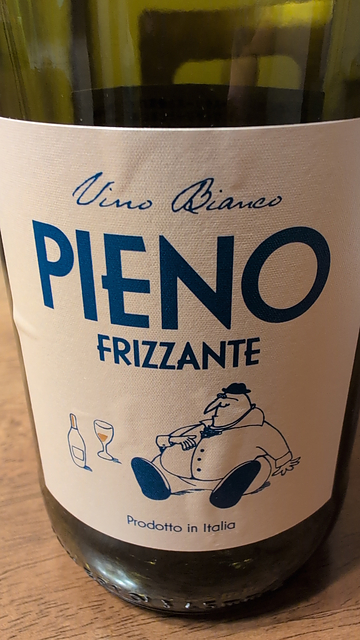 Vino Bianco
PIENO
FRIZZANTE
Prodotto in Italia